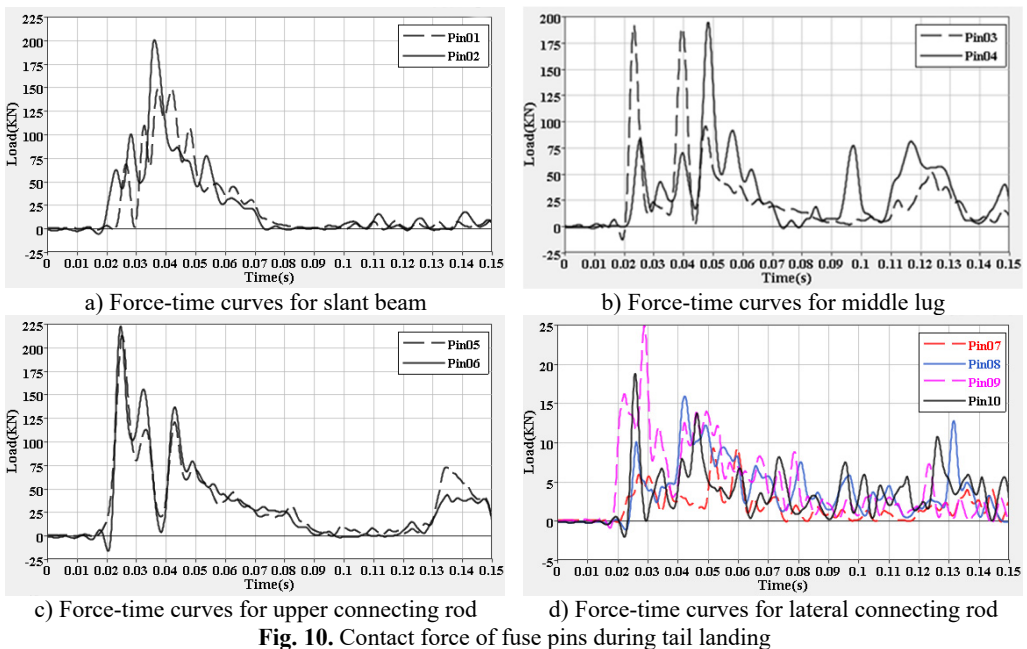 225
200
175
150
125
100
75
50
25
0
-25
Load(KN)
Pin01
Pin02
0 0.01 0.02 0.03 0.04 0.05 0.06 0.07 0.08 0.09 0.1 0.11 0.12 0.13 0.14 0.15
Time(s)
a) Force-time curves for slant beam
200
175
150
125
100
75
50
25
0
-25
Load(KN)
Pin03
Pin04
0 0.01 0.02 0.03 0.04 0.05 0.06 0.07 0.08 0.09 0.1 0.11 0.12 0.13 0.14 0.15
Time(s)
b) Force-time curves for middle lug
225
200
175
150
125
100
75
50
25
0
-25
Load(KN)
Pin05
Pin06
0 0.01 0.02 0.03 0.04 0.05 0.06 0.07 0.08 0.09 0.1 0.11 0.12 0.13 0.14 0.15
Time(s)
c) Force-time curves for upper connecting rod
25
20
15
10
5
0
-5
Load(KN)
Pin07
Pin08
Pin09
Pin10
0 0.01 0.02 0.03 0.04 0.05 0.06 0.07 0.08 0.09 0.1 0.11 0.12 0.13 0.14 0.15
Time(s)
d) Force-time curves for lateral connecting rod
Fig. 10. Contact force of fuse pins during tail landing